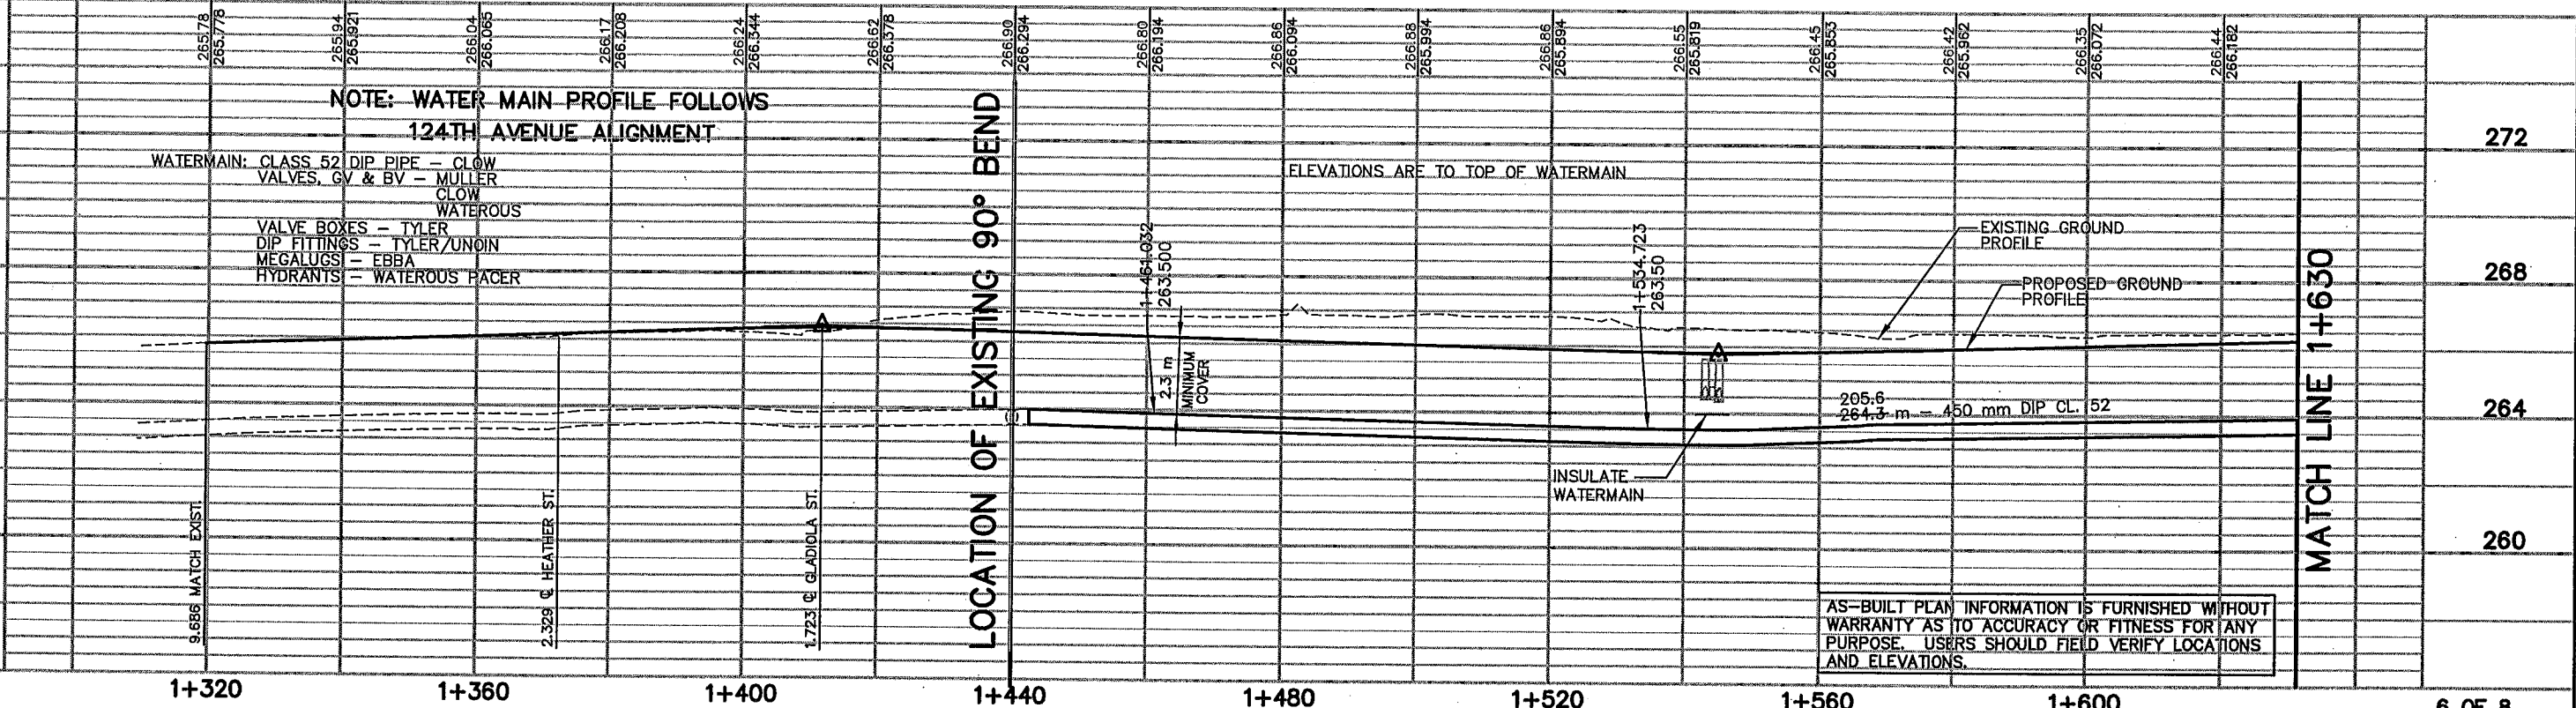 265.78
265.778
265.94
265.921
266.04
266.065
266.17
266.208
266.24
266.344
266.62
266.378
266.90
266.294
266.80
266.194
266.86
266.094
266.88
265.994
266.86
265.894
266.55
265.819
266.45
265.853
266.42
265.962
266.35
266.072
266.44
266.182
NOTE: WATER MAIN PROFILE FOLLOWS
124TH AVENUE ALIGNMENT
WATERMAIN: CLASS 52 DIP PIPE – CLOW
VALVES, GV & BV – MULLER
CLOW
WATEROUS
VALVE BOXES – TYLER
DIP FITTINGS – TYLER/UNOIN
MEGALUGS – EBBA
HYDRANTS – WATEROUS PACER
LOCATION OF EXISTING 90° BEND
ELEVATIONS ARE TO TOP OF WATERMAIN
1+461.032
263.500
2.3 m
MINIMUM
COVER
1+534.723
263.50
EXISTING GROUND
PROFILE
PROPOSED GROUND
PROFILE
205.6
264.3 m – 450 mm DIP CL. 52
INSULATE
WATERMAIN
MATCH LINE 1+630
272
268
264
260
9.686 MATCH EXIST.
2.329 ℄ HEATHER ST.
1.723 ℄ GLADIOLA ST.
AS–BUILT PLAN INFORMATION IS FURNISHED WITHOUT
WARRANTY AS TO ACCURACY OR FITNESS FOR ANY
PURPOSE. USERS SHOULD FIELD VERIFY LOCATIONS
AND ELEVATIONS.
1+320
1+360
1+400
1+440
1+480
1+520
1+560
1+600
6 OF 8